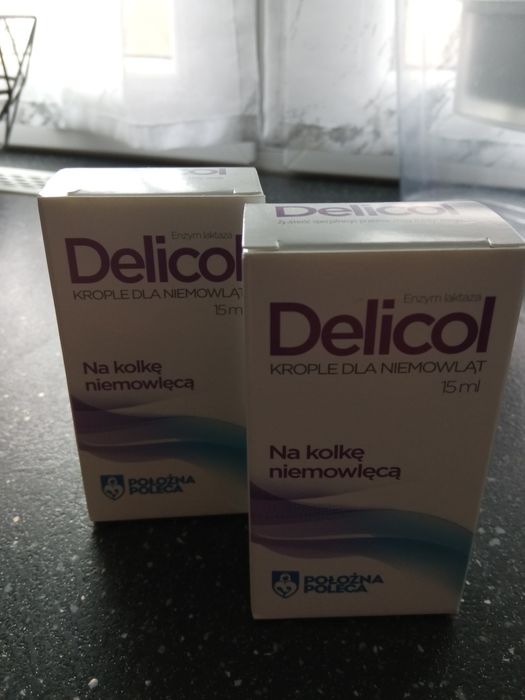 Enzym laktaza
Delicol
KROPLE DLA NIEMOWLĄT
15 m
Na kolkę
niemowlęcą
POŁOŻNA
POLECA
Delicol
Enzym laktaza
Delicol
KROPLE DLA NIEMOWLĄT
15 ml
Na kolkę
niemowlęcą
POŁOŻNA
POLECA